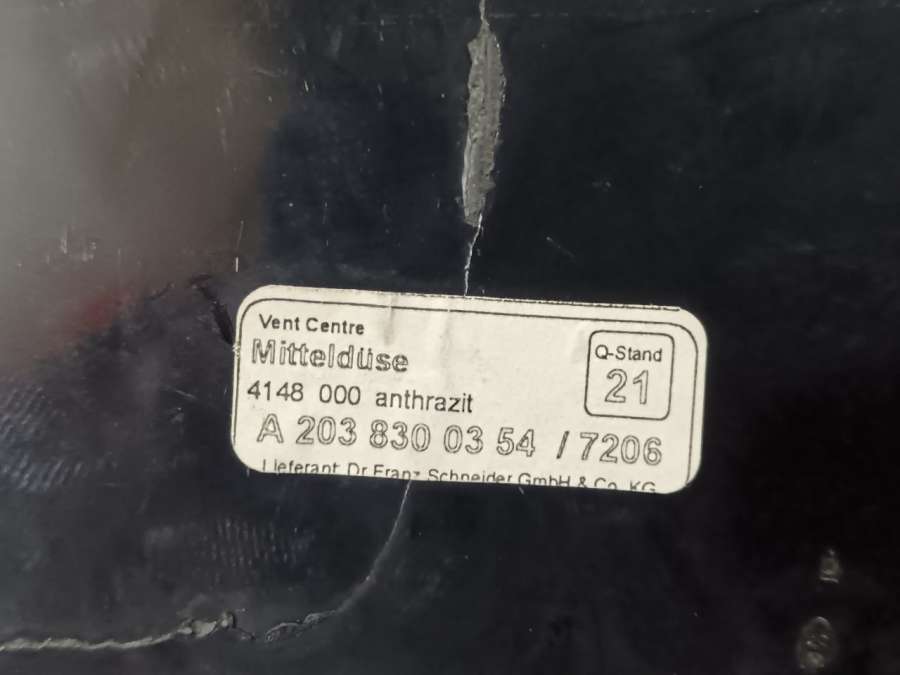 Vent Centre
Mitteldüse
4148 000 anthrazit
A 203 830 03 54 / 7206
Lieferant: Dr Franz Schneider GmbH & Co. KG
Q-Stand
21